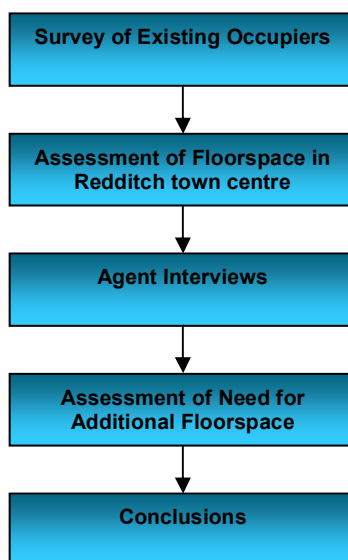 Survey of Existing Occupiers
Assessment of Floorspace in
Redditch town centre
Agent Interviews
Assessment of Need for
Additional Floorspace
Conclusions